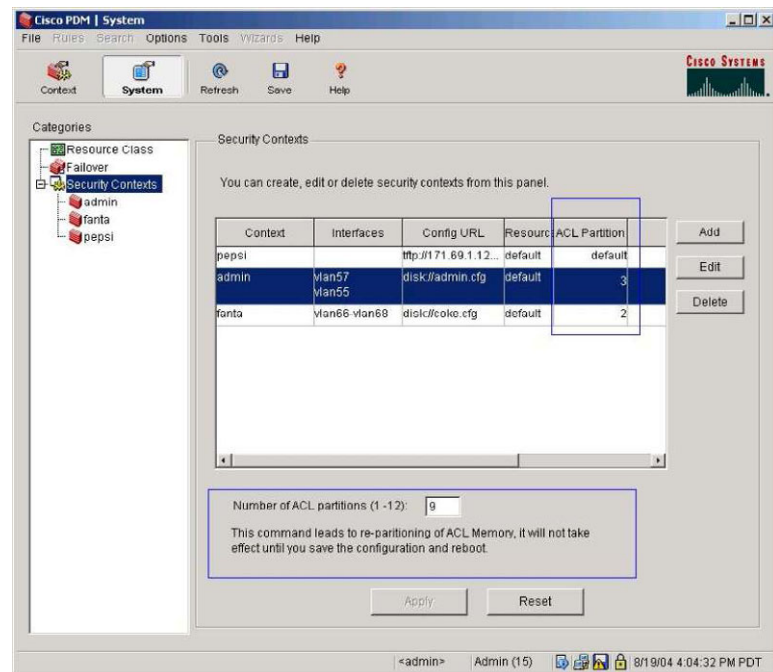 Cisco PDM | System
File Rules Search Options Tools Wizards Help
Context System Refresh Save Help
CISCO SYSTEMS
Categories
Resource Class
Failover
Security Contexts
admin
fanta
pepsi
Security Contexts
You can create, edit or delete security contexts from this panel.
Context Interfaces Config URL Resourc ACL Partition
pepsi tftp://171.69.1.12... default default
admin vlan57 disk://admin.cfg default 3
vlan55
fanta vlan66-vlan68 disk://coke.cfg default 2
Add
Edit
Delete
Number of ACL partitions (1 -12): 9
This command leads to re-paritioning of ACL Memory, it will not take
effect until you save the configuration and reboot.
Apply Reset
<admin> Admin (15) 8/19/04 4:04:32 PM PDT